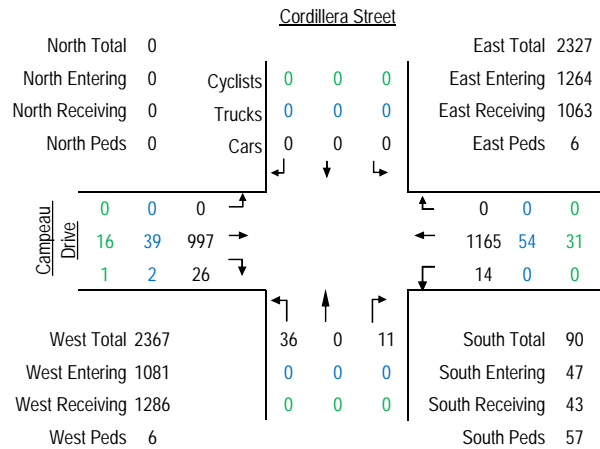 Cordillera Street
North Total 0
North Entering 0
North Receiving 0
North Peds 0
East Total 2327
East Entering 1264
East Receiving 1063
East Peds 6
Cyclists 0 0 0
Trucks 0 0 0
Cars 0 0 0
Campeau
Drive
0 0 0
16 39 997
1 2 26
0 0 0
1165 54 31
14 0 0
36 0 11
0 0 0
0 0 0
West Total 2367
West Entering 1081
West Receiving 1286
West Peds 6
South Total 90
South Entering 47
South Receiving 43
South Peds 57